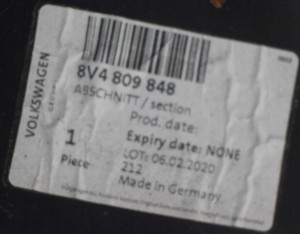 VOLKSWAGEN
8V4 809 848
ABSCHNITT / section
Prod. date:
Expiry date: NONE
1
Piece
LOT: 06.02.2020
212
Made in Germany